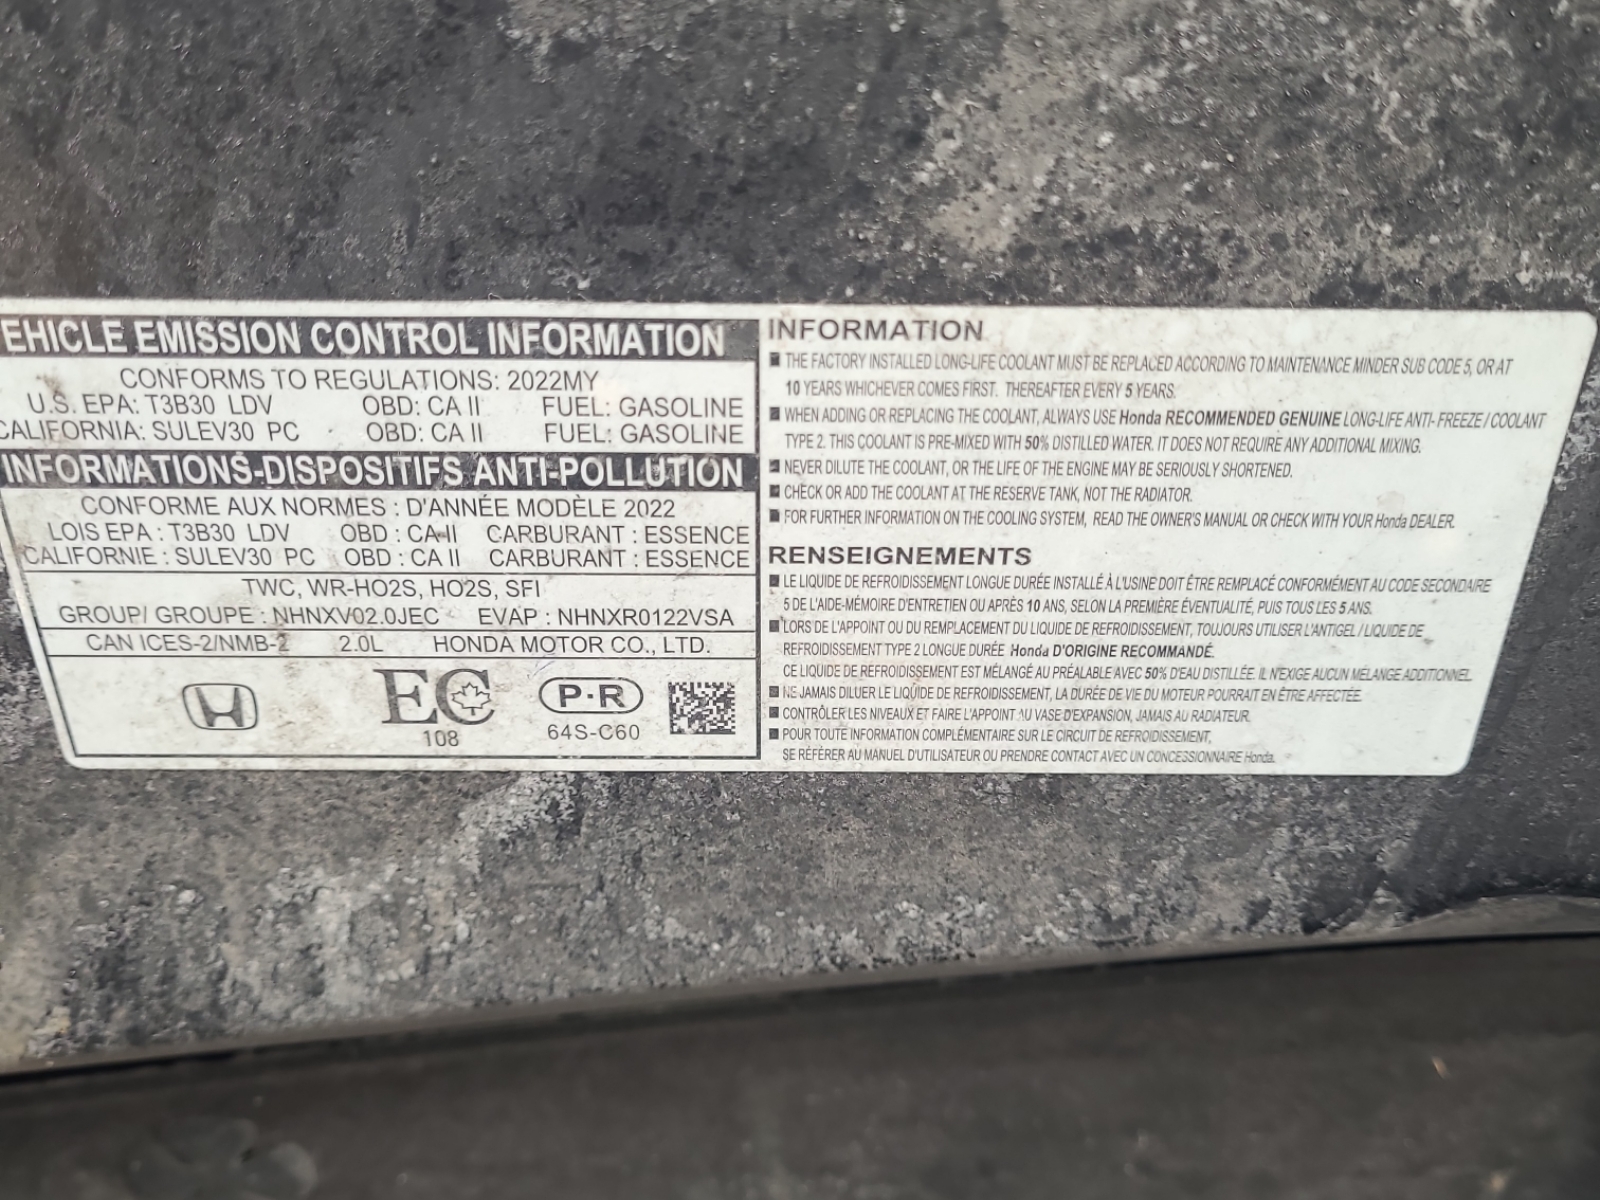 EHICLE EMISSION CONTROL INFORMATION
CONFORMS TO REGULATIONS: 2022MY
U.S. EPA: T3B30 LDV OBD: CA II FUEL: GASOLINE
CALIFORNIA: SULEV30 PC OBD: CA II FUEL: GASOLINE
INFORMATIONS-DISPOSITIFS ANTI-POLLUTION
CONFORME AUX NORMES : D'ANNÉE MODÈLE 2022
LOIS EPA : T3B30 LDV OBD : CA II CARBURANT : ESSENCE
CALIFORNIE : SULEV30 PC OBD : CA II CARBURANT : ESSENCE
TWC, WR-HO2S, HO2S, SFI
GROUP/ GROUPE : NHNXV02.0JEC EVAP : NHNXR0122VSA
CAN ICES-2/NMB-2 2.0L HONDA MOTOR CO., LTD.
EC
108
P·R
64S-C60
INFORMATION
■ THE FACTORY INSTALLED LONG-LIFE COOLANT MUST BE REPLACED ACCORDING TO MAINTENANCE MINDER SUB CODE 5, OR AT
10 YEARS WHICHEVER COMES FIRST. THEREAFTER EVERY 5 YEARS.
■ WHEN ADDING OR REPLACING THE COOLANT, ALWAYS USE Honda RECOMMENDED GENUINE LONG-LIFE ANTI- FREEZE / COOLANT
TYPE 2. THIS COOLANT IS PRE-MIXED WITH 50% DISTILLED WATER. IT DOES NOT REQUIRE ANY ADDITIONAL MIXING.
■ NEVER DILUTE THE COOLANT, OR THE LIFE OF THE ENGINE MAY BE SERIOUSLY SHORTENED.
■ CHECK OR ADD THE COOLANT AT THE RESERVE TANK, NOT THE RADIATOR.
■ FOR FURTHER INFORMATION ON THE COOLING SYSTEM, READ THE OWNER'S MANUAL OR CHECK WITH YOUR Honda DEALER.
RENSEIGNEMENTS
■ LE LIQUIDE DE REFROIDISSEMENT LONGUE DURÉE INSTALLÉ À L'USINE DOIT ÊTRE REMPLACÉ CONFORMÉMENT AU CODE SECONDAIRE
5 DE L'AIDE-MÉMOIRE D'ENTRETIEN OU APRÈS 10 ANS, SELON LA PREMIÈRE ÉVENTUALITÉ, PUIS TOUS LES 5 ANS.
■ LORS DE L'APPOINT OU DU REMPLACEMENT DU LIQUIDE DE REFROIDISSEMENT, TOUJOURS UTILISER L'ANTIGEL / LIQUIDE DE
REFROIDISSEMENT TYPE 2 LONGUE DURÉE Honda D'ORIGINE RECOMMANDÉ.
CE LIQUIDE DE REFROIDISSEMENT EST MÉLANGÉ AU PRÉALABLE AVEC 50% D'EAU DISTILLÉE. IL N'EXIGE AUCUN MÉLANGE ADDITIONNEL.
■ NE JAMAIS DILUER LE LIQUIDE DE REFROIDISSEMENT, LA DURÉE DE VIE DU MOTEUR POURRAIT EN ÊTRE AFFECTÉE.
■ CONTRÔLER LES NIVEAUX ET FAIRE L'APPOINT AU VASE D'EXPANSION, JAMAIS AU RADIATEUR.
■ POUR TOUTE INFORMATION COMPLÉMENTAIRE SUR LE CIRCUIT DE REFROIDISSEMENT,
SE RÉFÉRER AU MANUEL D'UTILISATEUR OU PRENDRE CONTACT AVEC UN CONCESSIONNAIRE Honda.